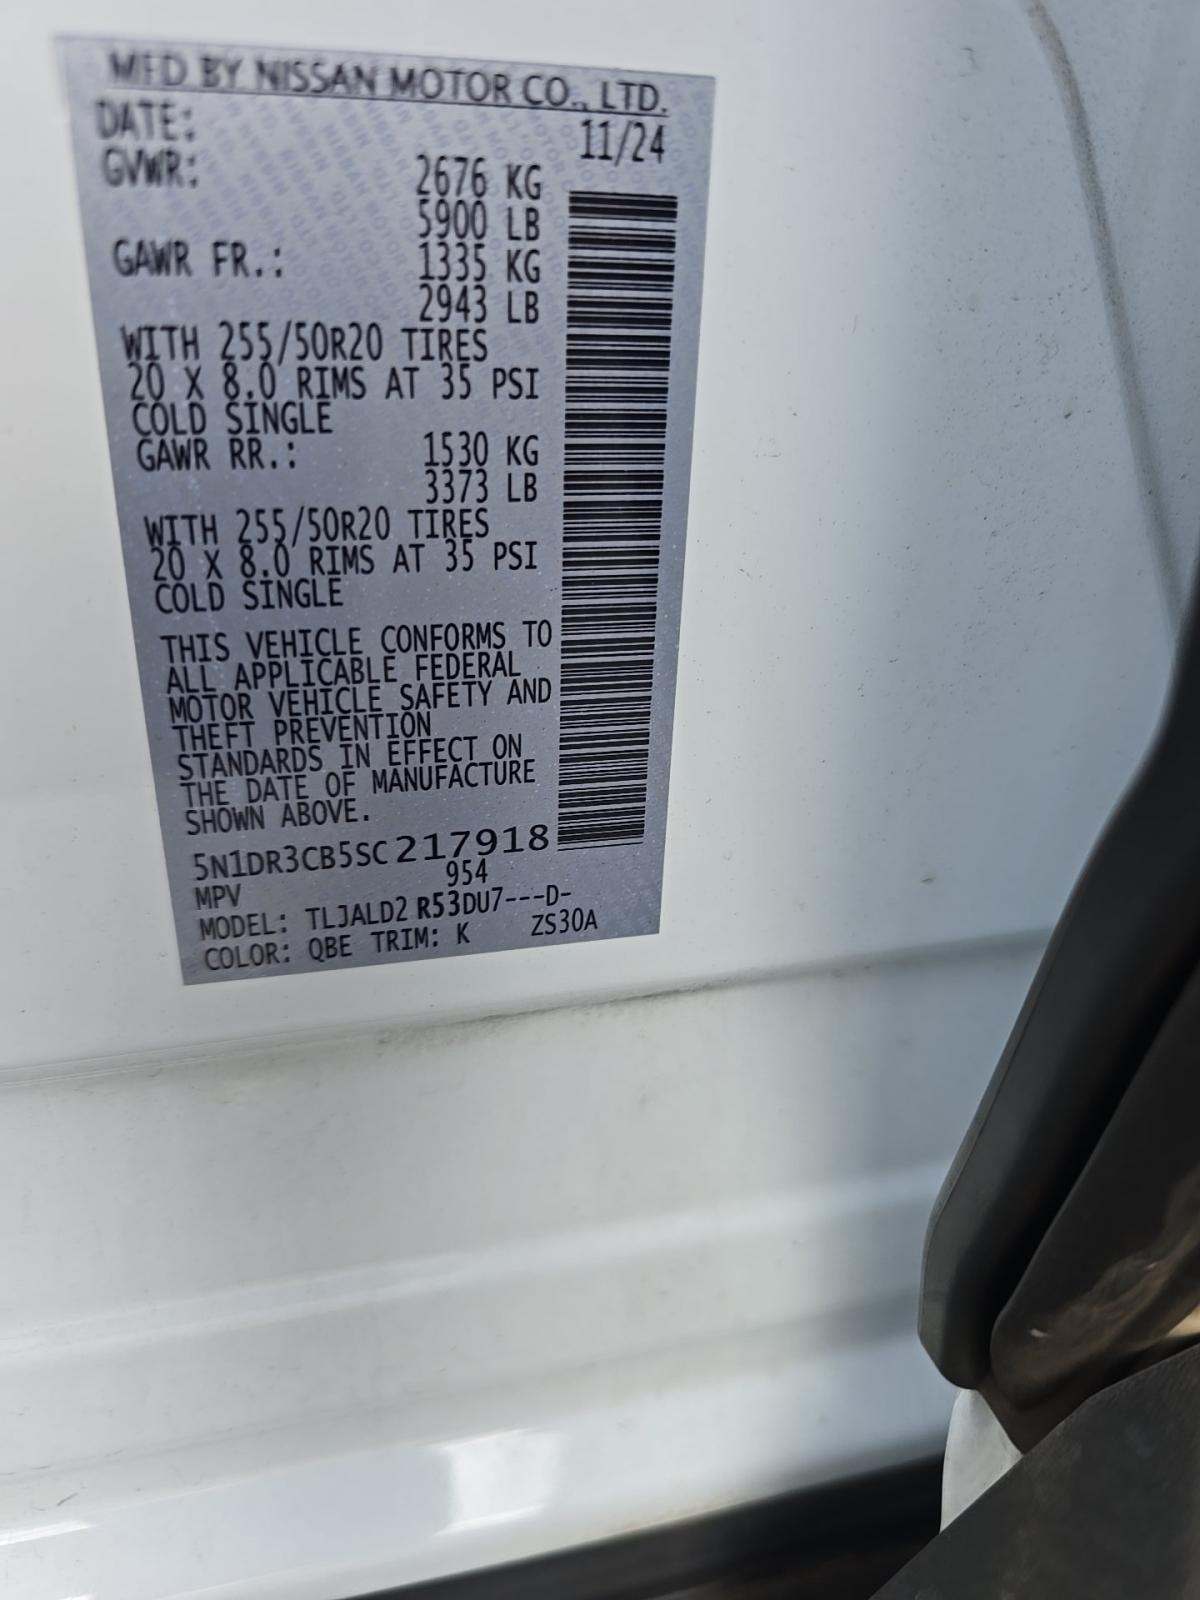 MFD BY NISSAN MOTOR CO., LTD.
DATE: 11/24
GVWR: 2676 KG
5900 LB
GAWR FR.: 1335 KG
2943 LB
WITH 255/50R20 TIRES
20 X 8.0 RIMS AT 35 PSI
COLD SINGLE
GAWR RR.: 1530 KG
3373 LB
WITH 255/50R20 TIRES
20 X 8.0 RIMS AT 35 PSI
COLD SINGLE
THIS VEHICLE CONFORMS TO
ALL APPLICABLE FEDERAL
MOTOR VEHICLE SAFETY AND
THEFT PREVENTION
STANDARDS IN EFFECT ON
THE DATE OF MANUFACTURE
SHOWN ABOVE.
5N1DR3CB5SC217918
MPV 954
MODEL: TLJALD2 R53DU7---D-
COLOR: QBE TRIM: K ZS30A